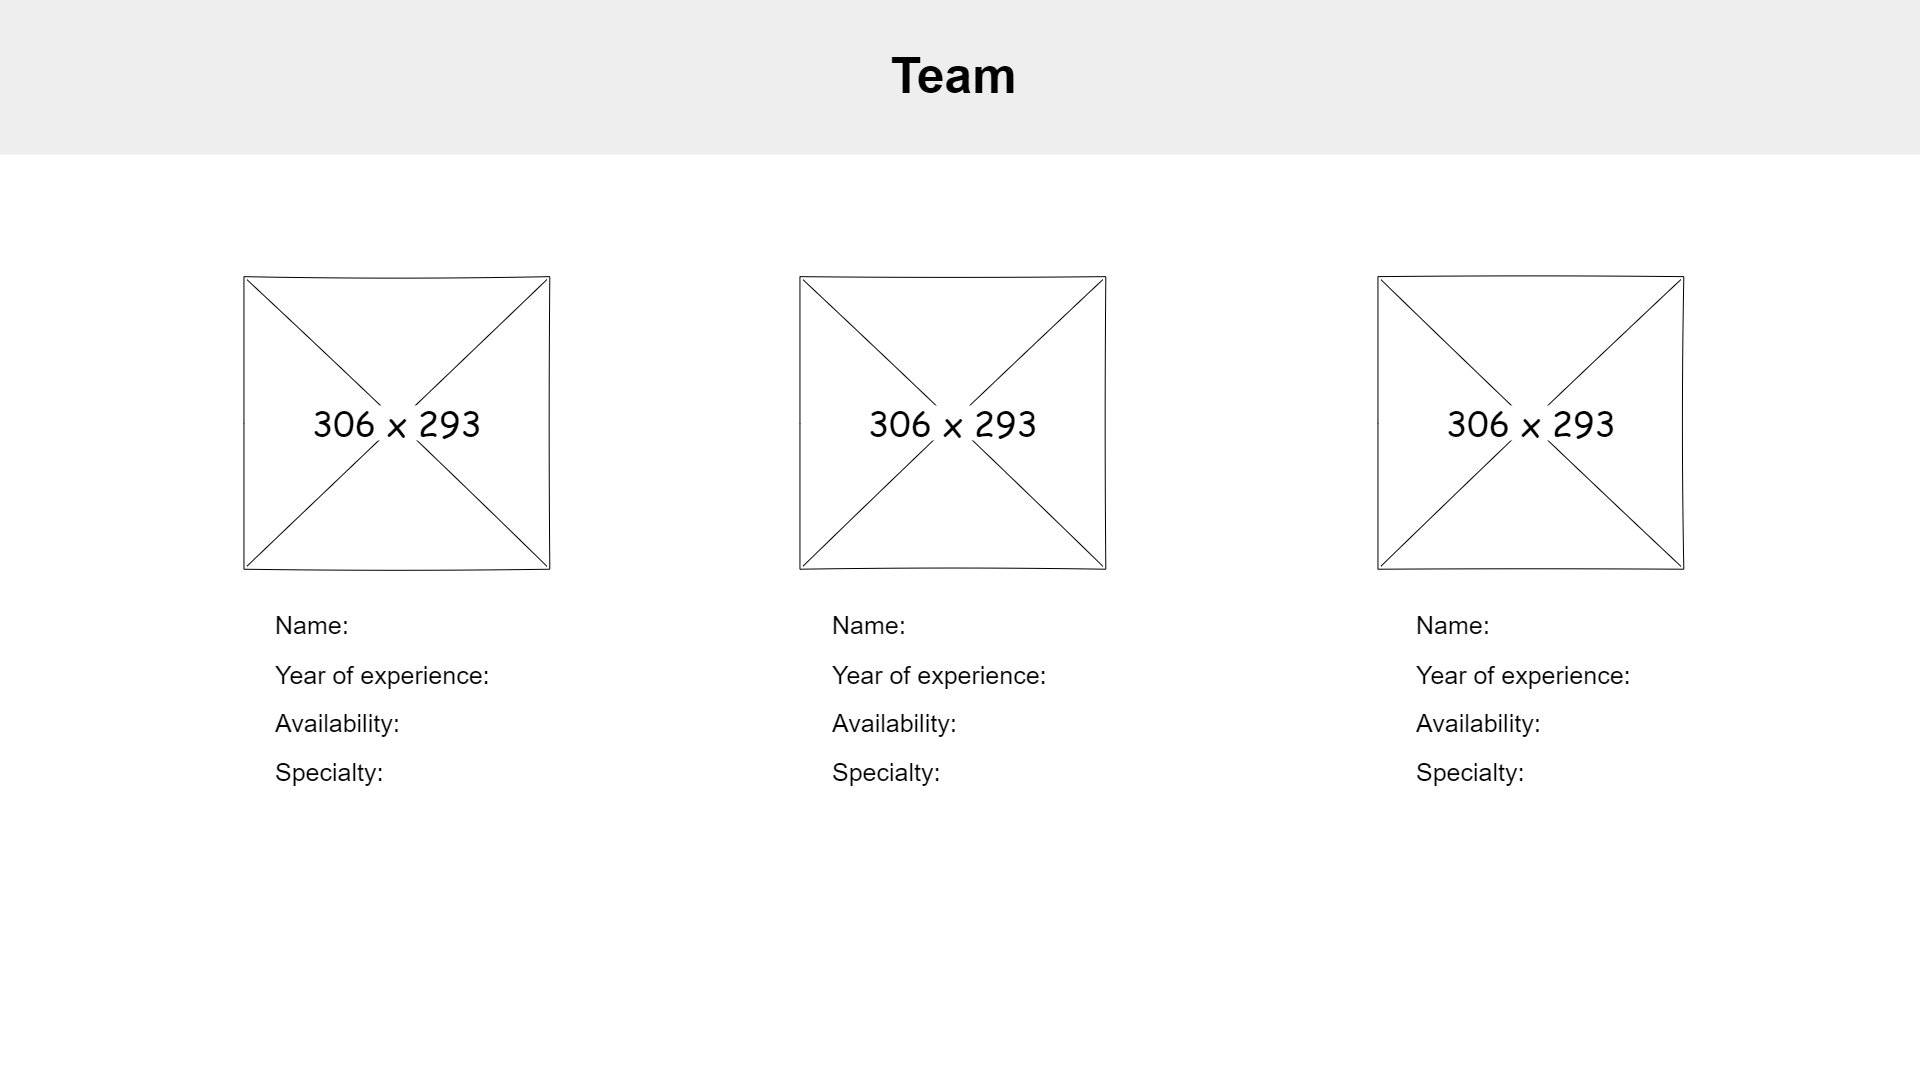 Team
306 x 293
306 x 293
306 x 293
Name:
Year of experience:
Availability:
Specialty:
Name:
Year of experience:
Availability:
Specialty:
Name:
Year of experience:
Availability:
Specialty: